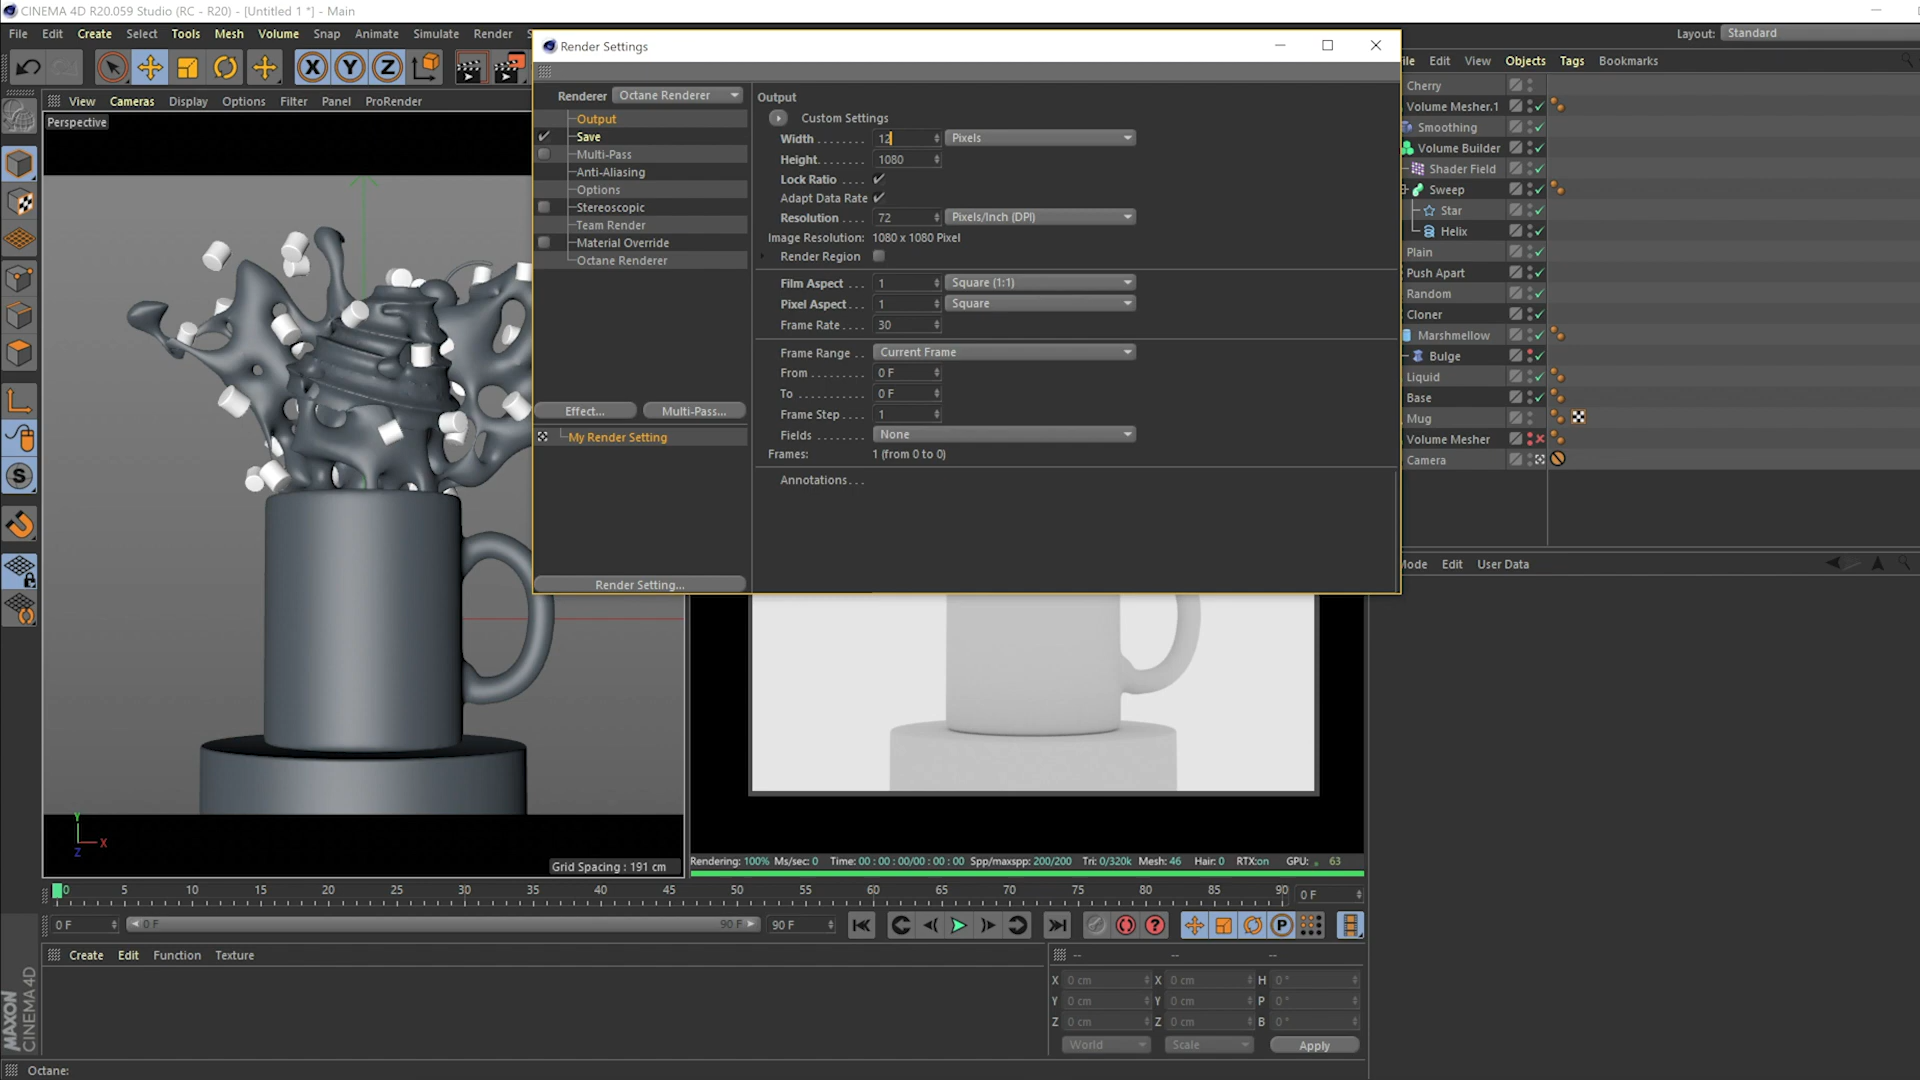 CINEMA 4D R20.059 Studio (RC - R20) - [Untitled 1 *] - Main
File Edit Create Select Tools Mesh Volume Snap Animate Simulate Render
Layout: Standard
Render Settings
File Edit View Objects Tags Bookmarks
View Cameras Display Options Filter Panel ProRender
Perspective
Renderer Octane Renderer
Output
Save
Multi-Pass
Anti-Aliasing
Options
Stereoscopic
Team Render
Material Override
Octane Renderer
Effect... Multi-Pass...
My Render Setting
Render Setting...
Output
Custom Settings
Width . . . . . . . . 12 Pixels
Height. . . . . . . 1080
Lock Ratio . . . .
Adapt Data Rate
Resolution . . . . 72 Pixels/Inch (DPI)
Image Resolution: 1080 x 1080 Pixel
Render Region
Film Aspect . . . 1 Square (1:1)
Pixel Aspect . . . 1 Square
Frame Rate . . . . 30
Frame Range . . Current Frame
From . . . . . . . . . 0 F
To . . . . . . . . . . . 0 F
Frame Step . . . . 1
Fields . . . . . . . . None
Frames: 1 (from 0 to 0)
Annotations . . .
Cherry
Volume Mesher.1
Smoothing
Volume Builder
Shader Field
Sweep
Star
Helix
Plain
Push Apart
Random
Cloner
Marshmellow
Bulge
Liquid
Base
Mug
Volume Mesher
Camera
Mode Edit User Data
X Y Z
S
Y
X
Z
Grid Spacing : 191 cm
Rendering: 100% Ms/sec: 0 Time: 00 : 00 : 00/00 : 00 : 00 Spp/maxspp: 200/200 Tri: 0/320k Mesh: 46 Hair: 0 RTX:on GPU: 63
0 5 10 15 20 25 30 35 40 45 50 55 60 65 70 75 80 85 90 0 F
0 F 0 F 90 F 90 F
P
Create Edit Function Texture
-- -- --
X 0 cm X 0 cm H 0 °
Y 0 cm Y 0 cm P 0 °
Z 0 cm Z 0 cm B 0 °
World Scale Apply
MAXON
CINEMA 4D
Octane: